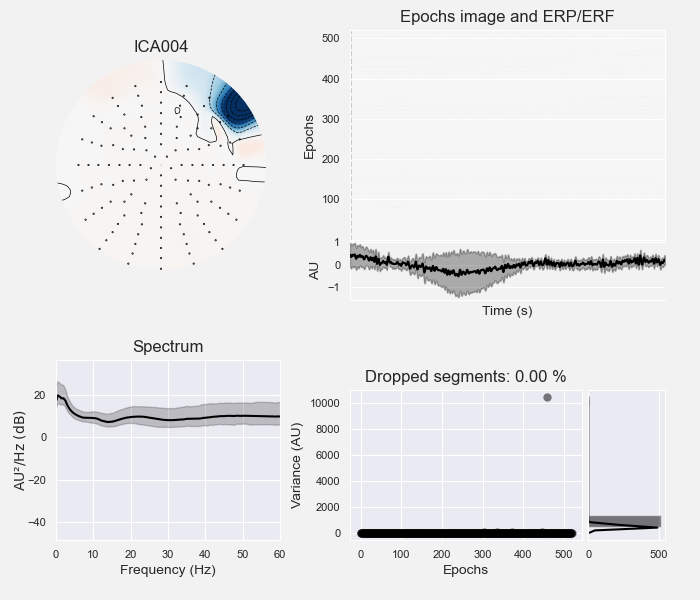 ICA004
Epochs image and ERP/ERF
500
400
300
200
100
Epochs
1
0
−1
AU
Time (s)
Spectrum
20
0
−20
−40
AU²/Hz (dB)
0 10 20 30 40 50 60
Frequency (Hz)
Dropped segments: 0.00 %
10000
8000
6000
4000
2000
0
Variance (AU)
0 100 200 300 400 500
Epochs
0 500